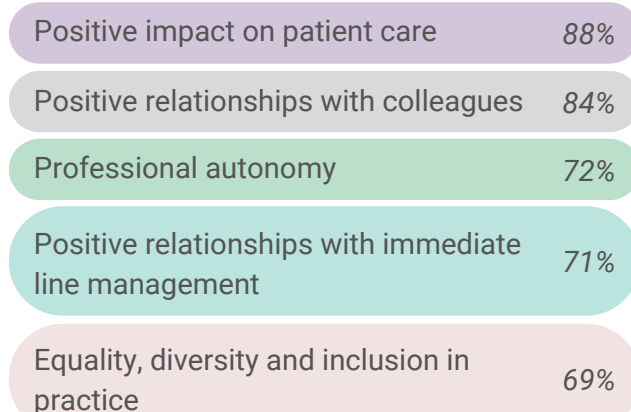 Positive impact on patient care 88%
Positive relationships with colleagues 84%
Professional autonomy 72%
Positive relationships with immediate
line management 71%
Equality, diversity and inclusion in
practice 69%